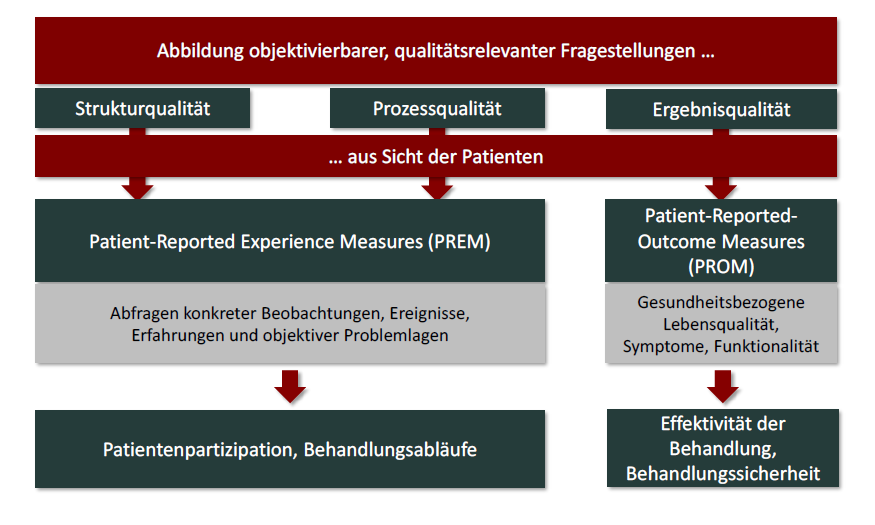 Abbildung objektivierbarer, qualitätsrelevanter Fragestellungen ...
Strukturqualität
Prozessqualität
Ergebnisqualität
... aus Sicht der Patienten
Patient-Reported Experience Measures (PREM)
Patient-Reported-
Outcome Measures
(PROM)
Abfragen konkreter Beobachtungen, Ereignisse,
Erfahrungen und objektiver Problemlagen
Gesundheitsbezogene
Lebensqualität,
Symptome, Funktionalität
Patientenpartizipation, Behandlungsabläufe
Effektivität der
Behandlung,
Behandlungssicherheit